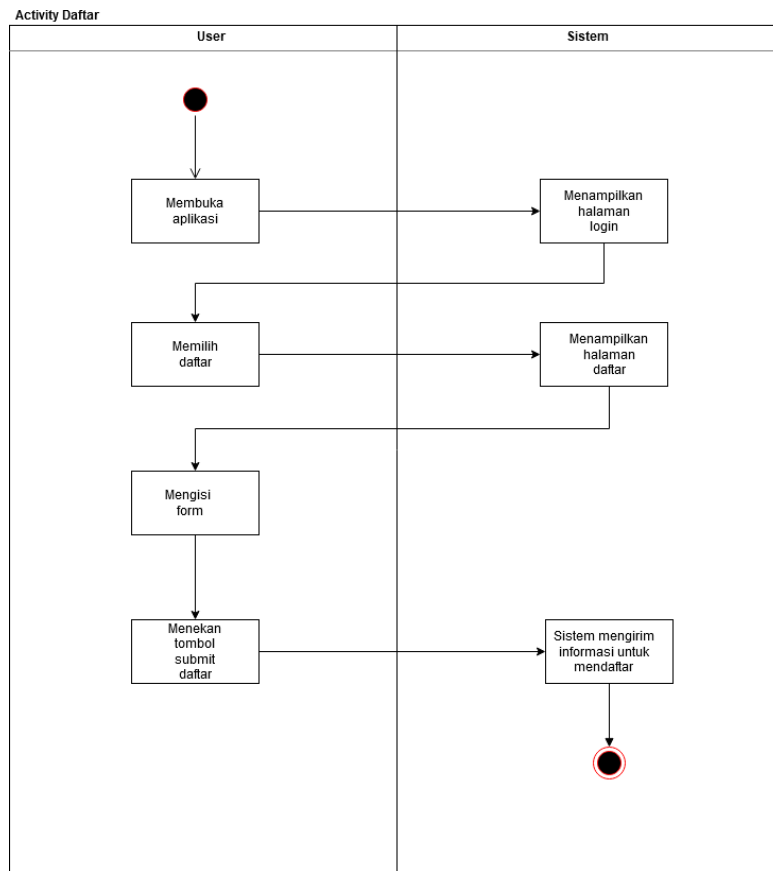 Activity Daftar
User
Sistem
Membuka
aplikasi
Menampilkan
halaman
login
Memilih
daftar
Menampilkan
halaman
daftar
Mengisi
form
Menekan
tombol
submit
daftar
Sistem mengirim
informasi untuk
mendaftar